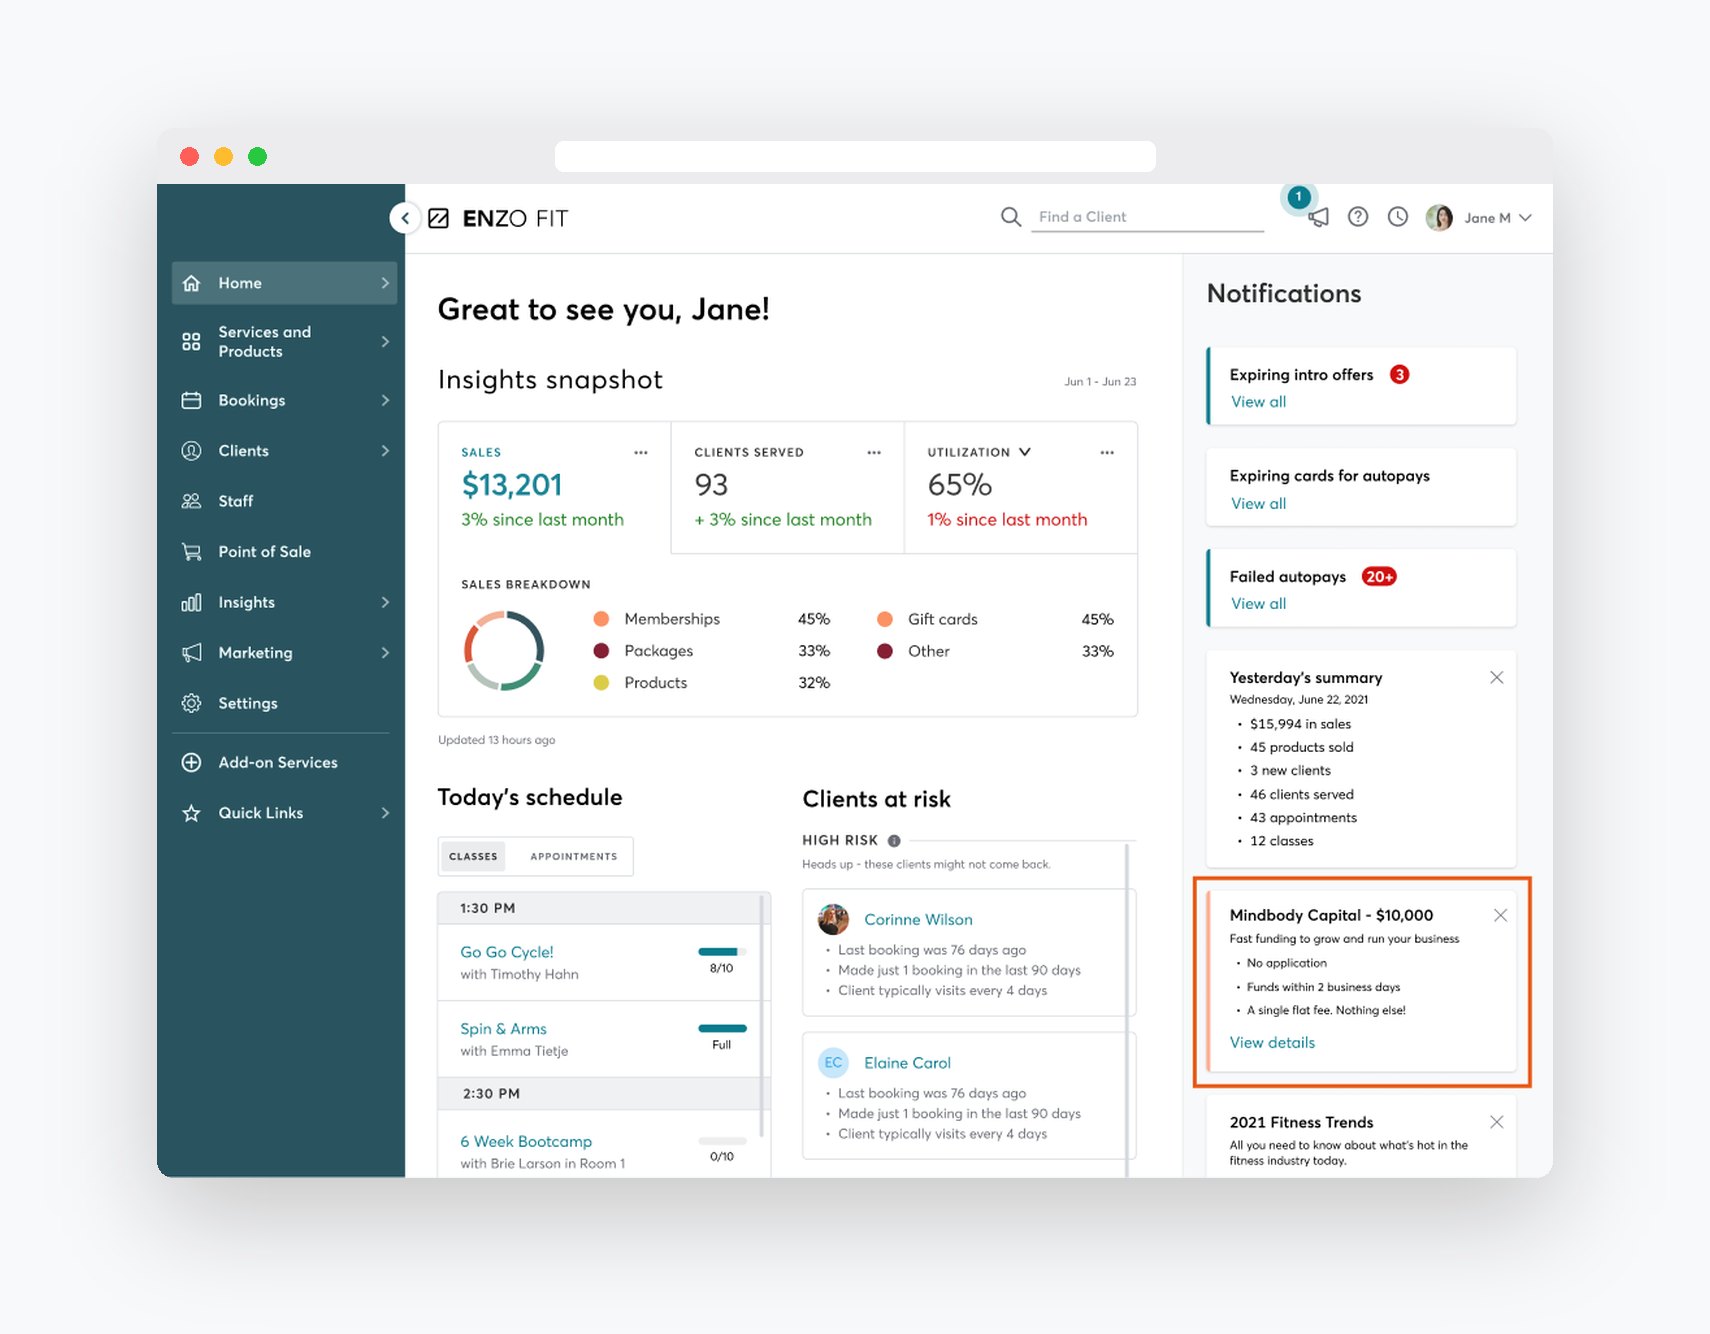 ENZO FIT
Find a Client
1
Jane M
Home
Services and
Products
Bookings
Clients
Staff
Point of Sale
Insights
Marketing
Settings
Add-on Services
Quick Links
Great to see you, Jane!
Insights snapshot
Jun 1 - Jun 23
SALES
$13,201
3% since last month
CLIENTS SERVED
93
+ 3% since last month
UTILIZATION
65%
1% since last month
SALES BREAKDOWN
Memberships 45%
Packages 33%
Products 32%
Gift cards 45%
Other 33%
Updated 13 hours ago
Today's schedule
CLASSES APPOINTMENTS
1:30 PM
Go Go Cycle!
with Timothy Hahn
8/10
Spin & Arms
with Emma Tietje
Full
2:30 PM
6 Week Bootcamp
with Brie Larson in Room 1
0/10
Clients at risk
HIGH RISK
Heads up - these clients might not come back.
Corinne Wilson
• Last booking was 76 days ago
• Made just 1 booking in the last 90 days
• Client typically visits every 4 days
EC
Elaine Carol
• Last booking was 76 days ago
• Made just 1 booking in the last 90 days
• Client typically visits every 4 days
Notifications
Expiring intro offers 3
View all
Expiring cards for autopays
View all
Failed autopays 20+
View all
Yesterday's summary
Wednesday, June 22, 2021
• $15,994 in sales
• 45 products sold
• 3 new clients
• 46 clients served
• 43 appointments
• 12 classes
Mindbody Capital - $10,000
Fast funding to grow and run your business
• No application
• Funds within 2 business days
• A single flat fee. Nothing else!
View details
2021 Fitness Trends
All you need to know about what's hot in the
fitness industry today.